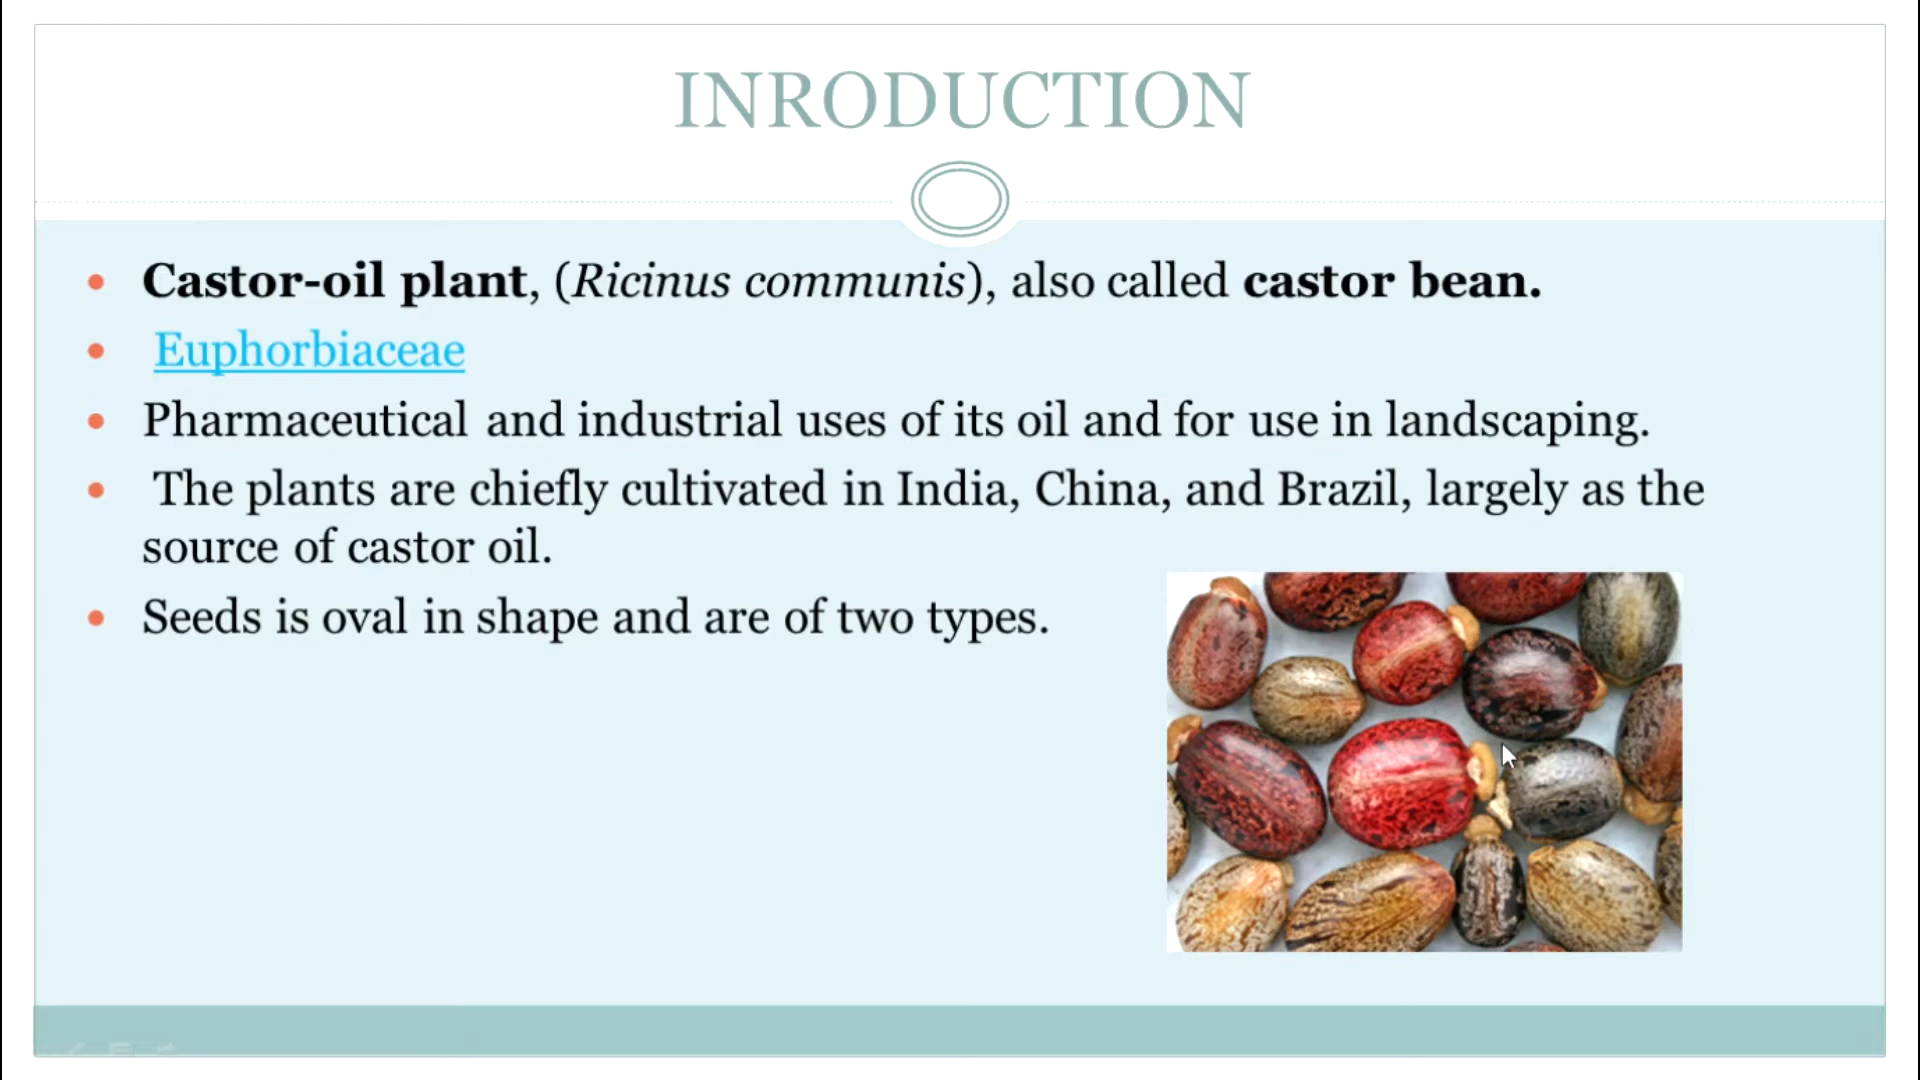 INRODUCTION
Castor-oil plant, (Ricinus communis), also called castor bean.
Euphorbiaceae
Pharmaceutical and industrial uses of its oil and for use in landscaping.
The plants are chiefly cultivated in India, China, and Brazil, largely as the
source of castor oil.
Seeds is oval in shape and are of two types.